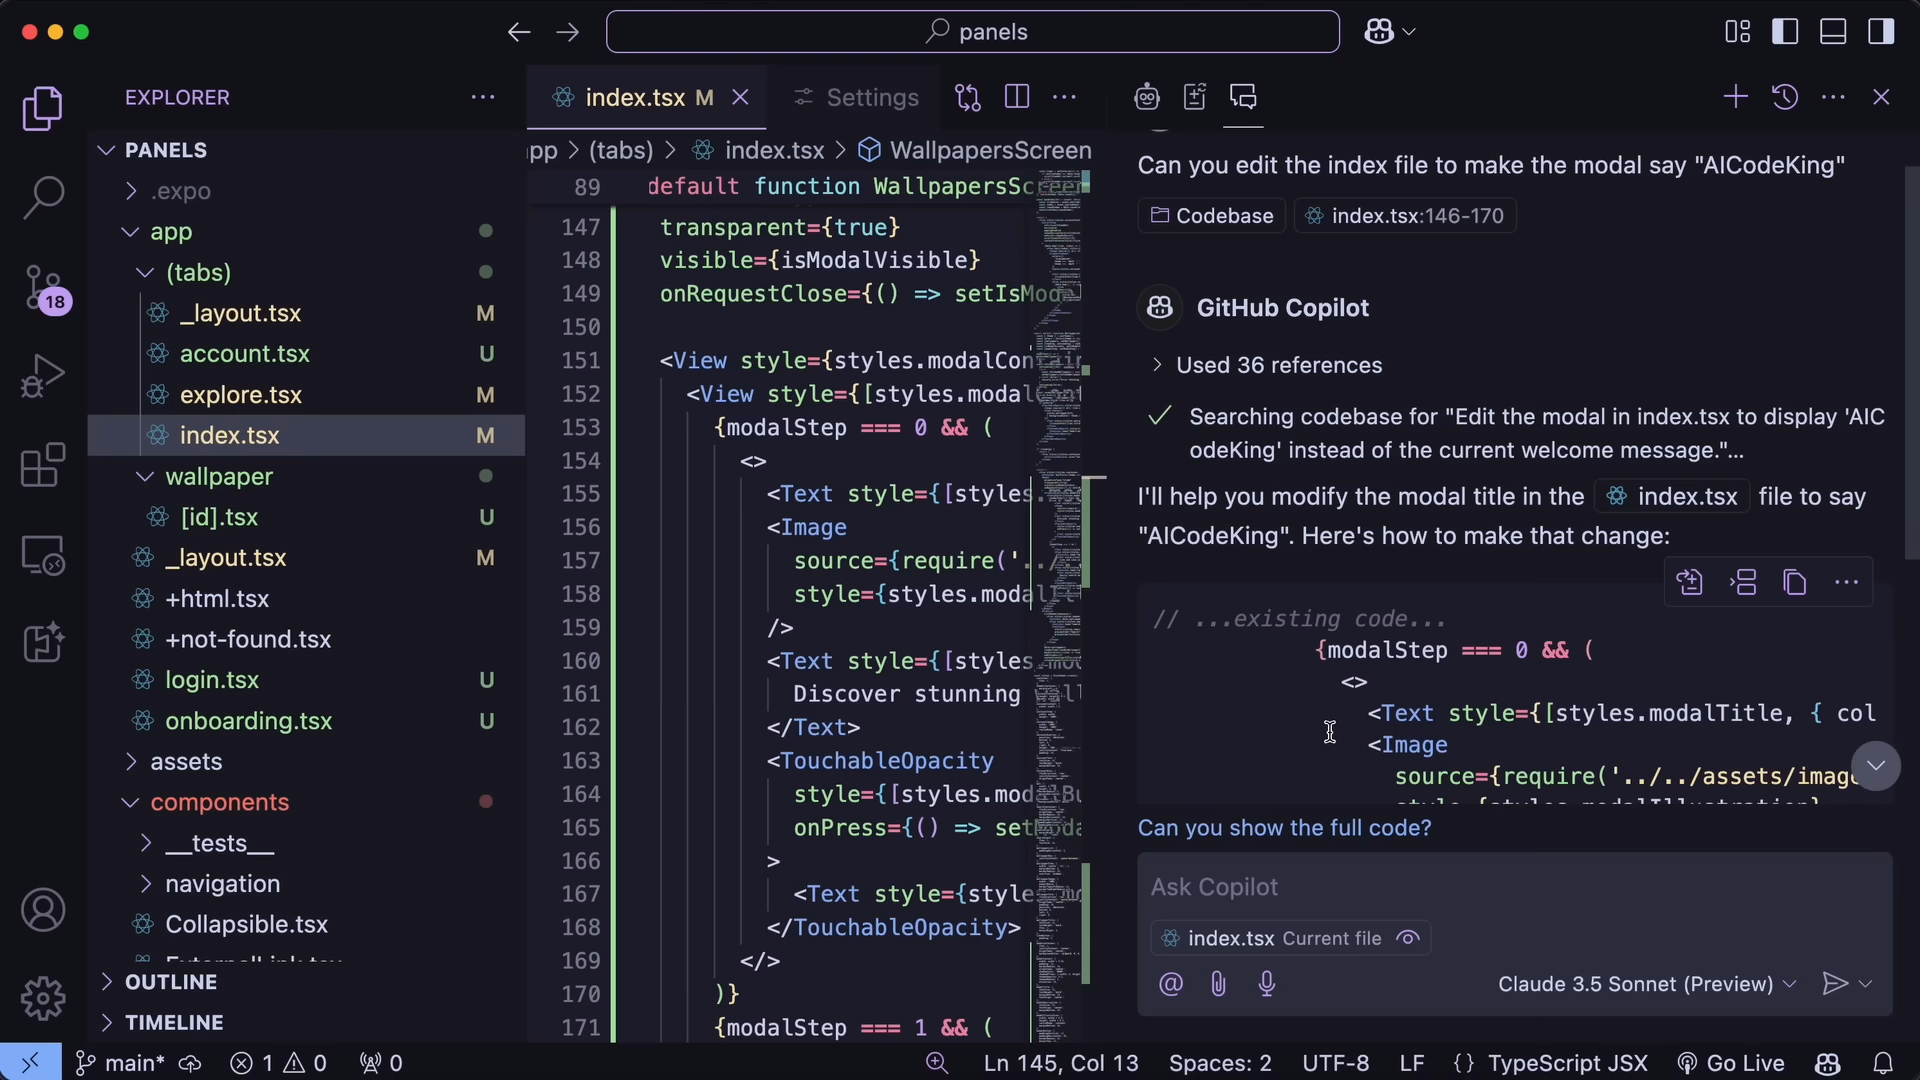 panels
EXPLORER
PANELS
.expo
app
(tabs)
_layout.tsx M
account.tsx U
explore.tsx M
index.tsx M
wallpaper
[id].tsx U
_layout.tsx M
+html.tsx
+not-found.tsx
login.tsx U
onboarding.tsx U
assets
components
__tests__
navigation
Collapsible.tsx
OUTLINE
TIMELINE
18
index.tsx M
Settings
pp > (tabs) > index.tsx > WallpapersScreen
89 default function WallpapersScreen
147 transparent={true}
148 visible={isModalVisible}
149 onRequestClose={() => setIsMod
150
151 <View style={styles.modalContain
152 <View style={[styles.modal
153 {modalStep === 0 && (
154 <>
155 <Text style={[styles.
156 <Image
157 source={require('../
158 style={styles.modalI
159 />
160 <Text style={[styles.
161 Discover stunning
162 </Text>
163 <TouchableOpacity
164 style={[styles.modalBu
165 onPress={() => setModa
166 >
167 <Text style={style
168 </TouchableOpacity>
169 </>
170 )}
171 {modalStep === 1 && (
Can you edit the index file to make the modal say "AICodeKing"
Codebase index.tsx:146-170
GitHub Copilot
Used 36 references
Searching codebase for "Edit the modal in index.tsx to display 'AIC
odeKing' instead of the current welcome message."...
I'll help you modify the modal title in the index.tsx file to say
"AICodeKing". Here's how to make that change:
// ...existing code...
{modalStep === 0 && (
<>
<Text style={[styles.modalTitle, { col
<Image
source={require('../../assets/image
style={styles.modalIllustration}
Can you show the full code?
Ask Copilot
index.tsx Current file
@ Claude 3.5 Sonnet (Preview)
main* 1 0 0
Ln 145, Col 13 Spaces: 2 UTF-8 LF {} TypeScript JSX Go Live